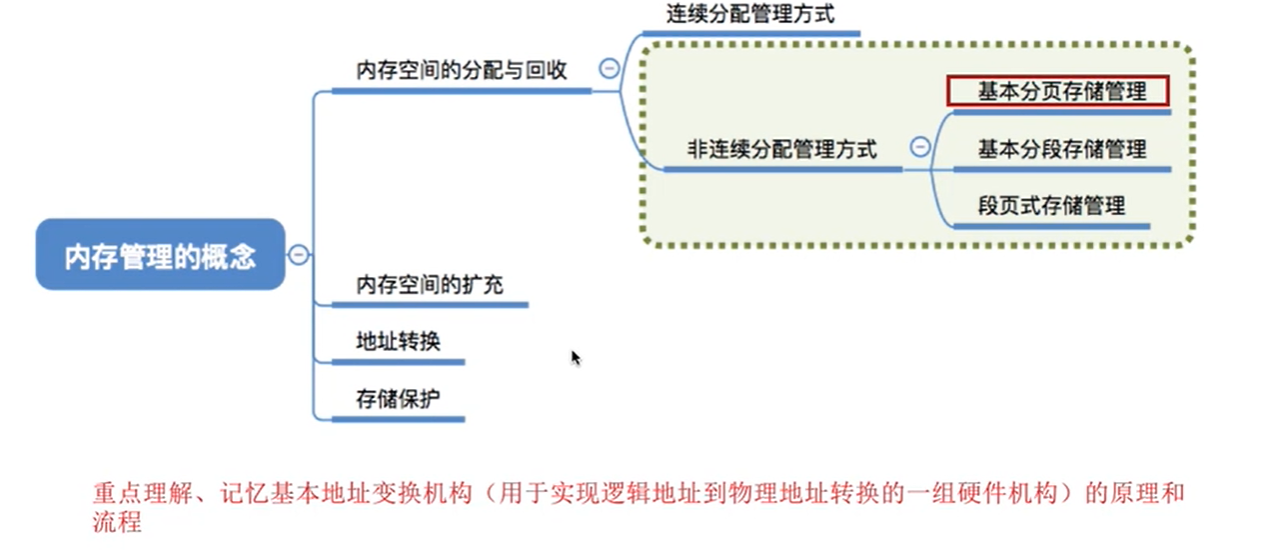 连续分配管理方式
内存空间的分配与回收
基本分页存储管理
非连续分配管理方式
基本分段存储管理
段页式存储管理
内存管理的概念
内存空间的扩充
地址转换
存储保护
重点理解、记忆基本地址变换机构（用于实现逻辑地址到物理地址转换的一组硬件机构）的原理和
流程